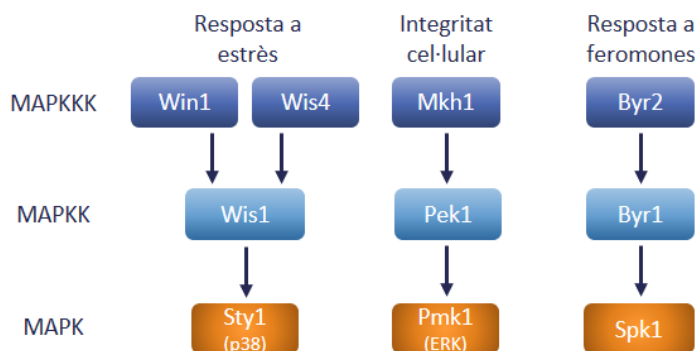 Resposta a
estrès
Integritat
cel·lular
Resposta a
feromones
MAPKKK
Win1
Wis4
Mkh1
Byr2
MAPKK
Wis1
Pek1
Byr1
MAPK
Sty1
(p38)
Pmk1
(ERK)
Spk1